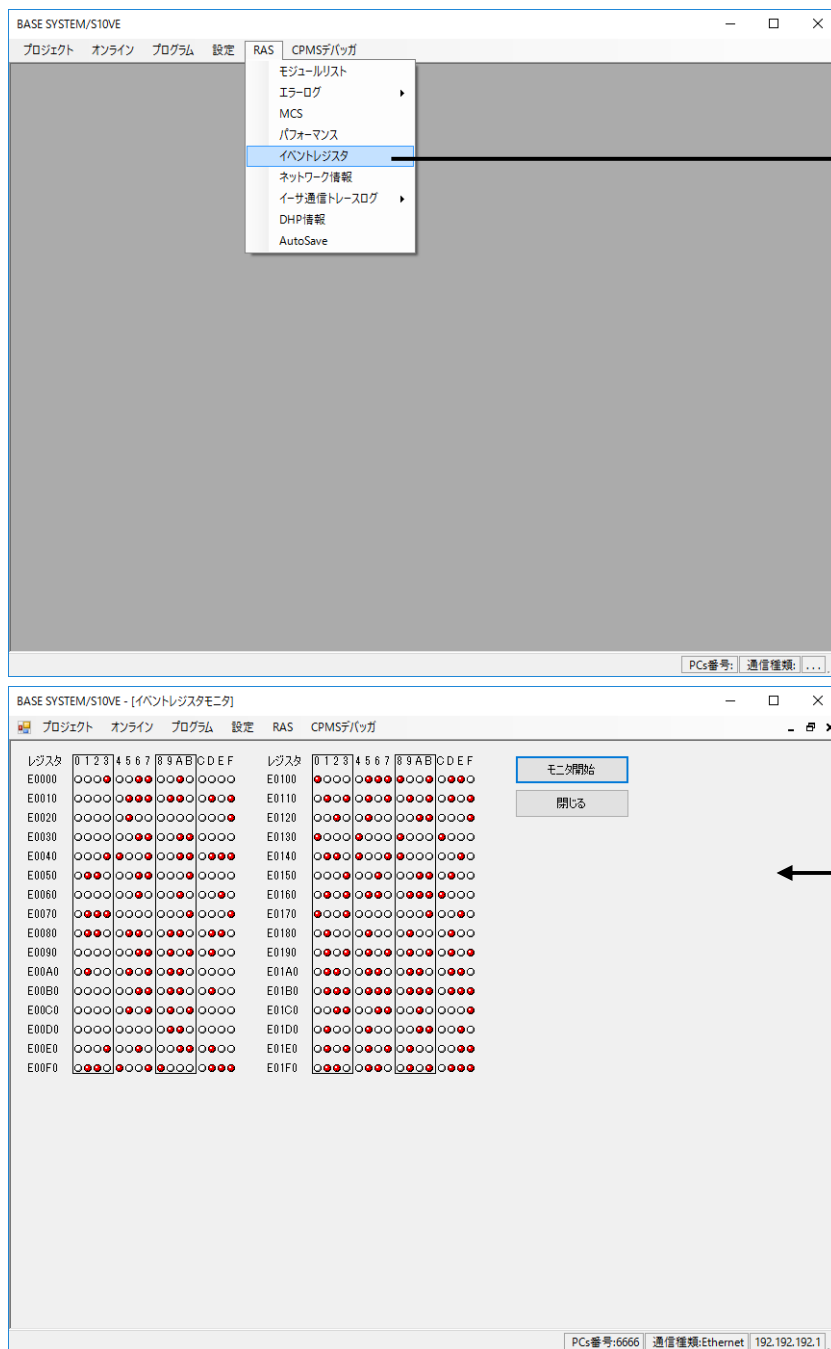 BASE SYSTEM/S10VE
プロジェクト オンライン プログラム 設定 RAS CPMSデバッガ
モジュールリスト
エラーログ
MCS
パフォーマンス
イベントレジスタ
ネットワーク情報
イーサ通信トレースログ
DHP情報
AutoSave
PCs番号: 通信種類: ...
BASE SYSTEM/S10VE - [イベントレジスタモニタ]
プロジェクト オンライン プログラム 設定 RAS CPMSデバッガ
レジスタ 0 1 2 3 4 5 6 7 8 9 A B C D E F レジスタ 0 1 2 3 4 5 6 7 8 9 A B C D E F モニタ開始
E0000 E0100
E0010 E0110 閉じる
E0020 E0120
E0030 E0130
E0040 E0140
E0050 E0150
E0060 E0160
E0070 E0170
E0080 E0180
E0090 E0190
E00A0 E01A0
E00B0 E01B0
E00C0 E01C0
E00D0 E01D0
E00E0 E01E0
E00F0 E01F0
PCs番号:6666 通信種類:Ethernet 192.192.192.1